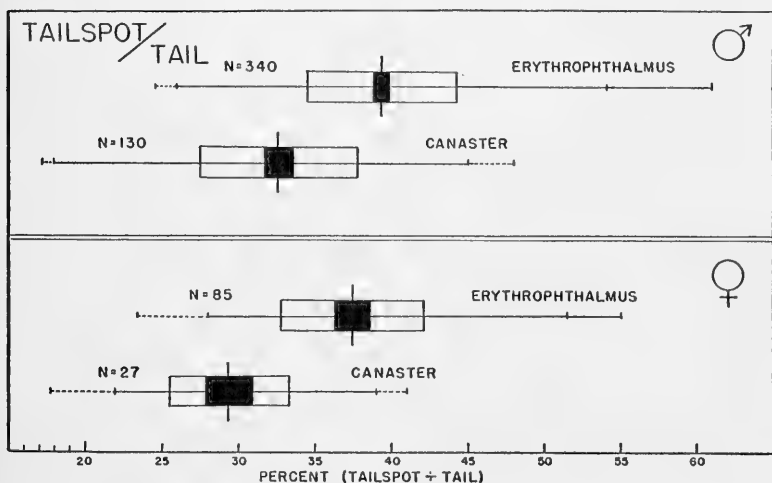 TAILSPOT/
TAIL
♂
N=340
ERYTHROPHTHALMUS
N=130
CANASTER
♀
N=85
ERYTHROPHTHALMUS
N=27
CANASTER
20 25 30 35 40 45 50 55 60
PERCENT (TAILSPOT ÷ TAIL)